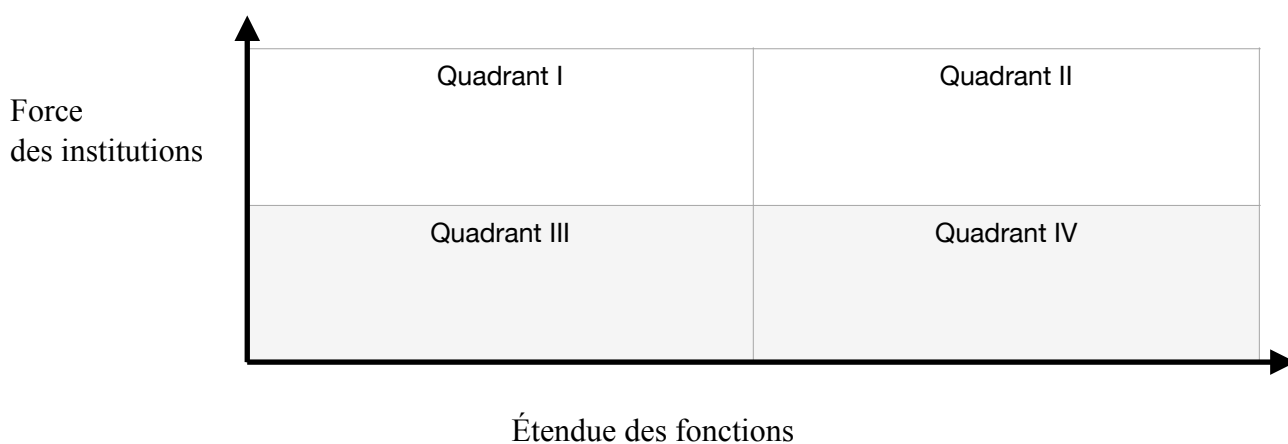 Quadrant I
Quadrant II
Force
des institutions
Quadrant III
Quadrant IV
Étendue des fonctions